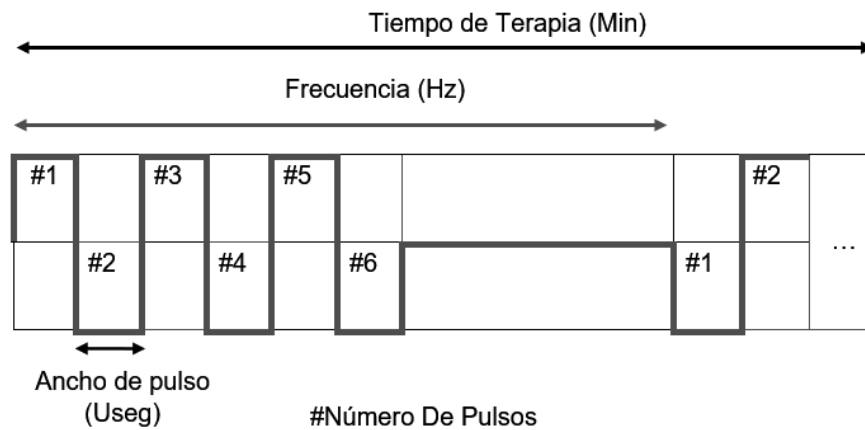 Tiempo de Terapia (Min)
Frecuencia (Hz)
#1 #3 #5 #2
#2 #4 #6 #1 ...
Ancho de pulso
(Useg)
#Número De Pulsos